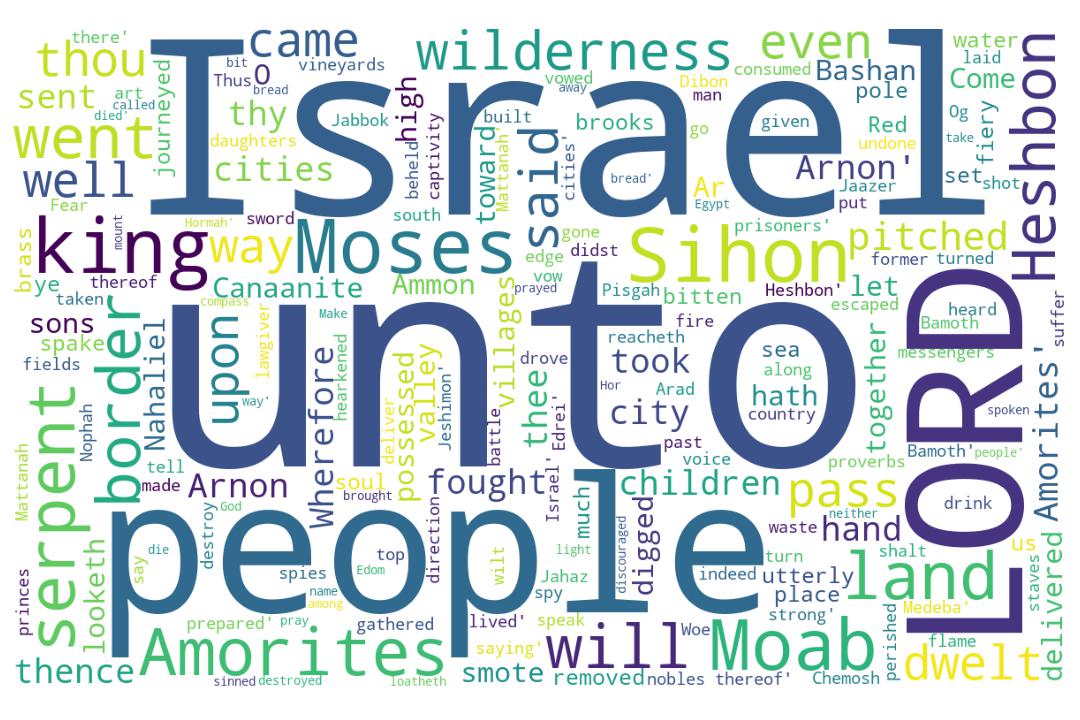 there'
thou
sent
art
called
died'
went
well
Fear
journeyed
Israel
came
bit
Thus
O
bread
vineyards
Jabbok
thy
daughters
cities
high
beheld
captivity
wilderness
toward
built
Mattanah'
vowed
away
said
cities'
brooks
bread'
even
consumed
Dibon
man
go
given
Bashan
pole
Red
undone
Arnon'
Ar
Egypt
Jaazer
put
water
laid
Come
Og
take
fiery
set
shot
Heshbon
brass
king
mount
ye
thereof
Hormah'
sword
way
Moses
south
Canaanite
Ammon
edge
vow
gone
didst
Sihon
prisoners'
pitched
former
turned
Pisgah
bitten
Heshbon'
let
escaped
taken
sons
spake
fields
border
Nahaliel
compass
upon
lawgiver
way'
Make
Wherefore
hearkened
unto
prayed
villages
possessed
valley
deliver
Jeshimon'
battle
thee
drove
Edrei'
Hor
fire
reacheth
took
Arad
city
sea
along
hath
country
past
voice
together
proverbs
heard
Bamoth
messengers
suffer
LORD
spoken
Bamoth'
people'
drink
Amorites'
serpent
Nophah
Mattanah
tell
made
Arnon
soul
brought
God
destroy
fought
Israel'
much
children
digged
discouraged
pass
waste
hand
neither
princes
looketh
people
say
die
Edom
spies
name
among
top
direction
gathered
wilt
light
Jahaz
spy
indeed
turn
utterly
place
strong'
land
shalt
Medeba'
us
staves
delivered
flame
perished
thence
Amorites
prepared'
pray
sinned
destroyed
loatheth
lived'
speak
saying'
smote
will
Woe
removed
nobles
thereof'
Moab
Chemosh
dwelt